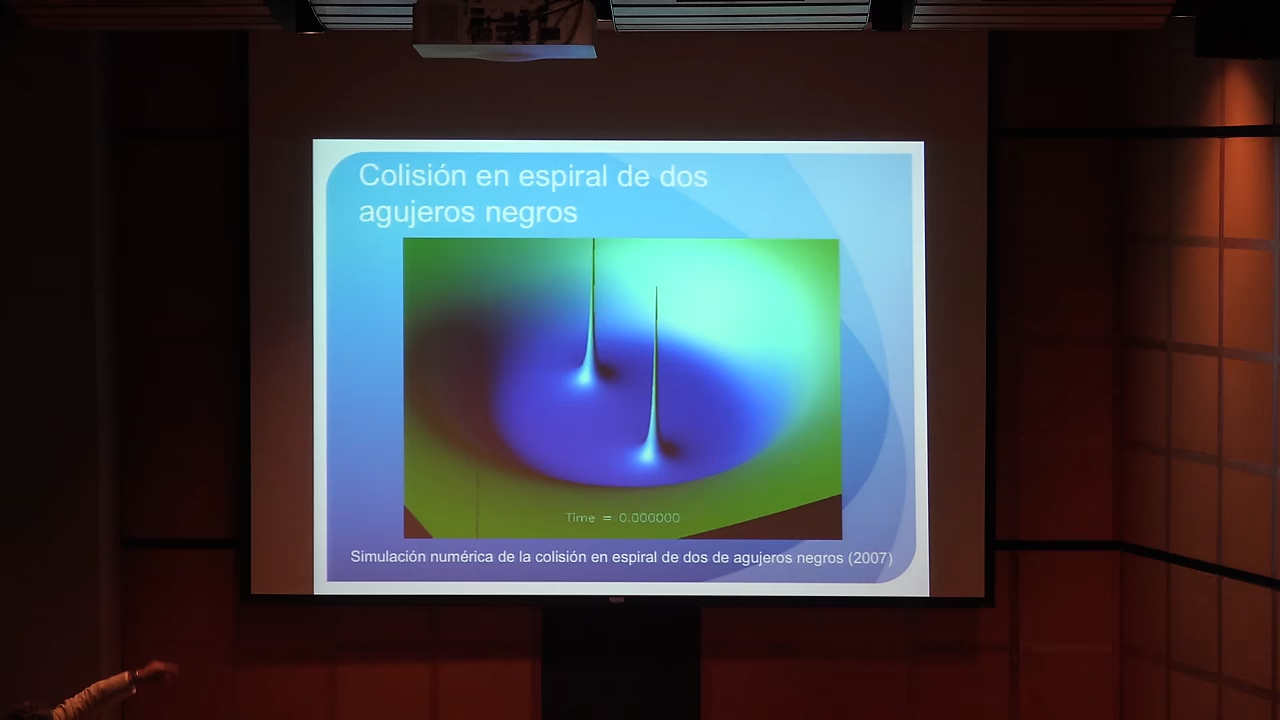 Colisión en espiral de dos
agujeros negros
Time = 0.000000
Simulación numérica de la colisión en espiral de dos de agujeros negros (2007)